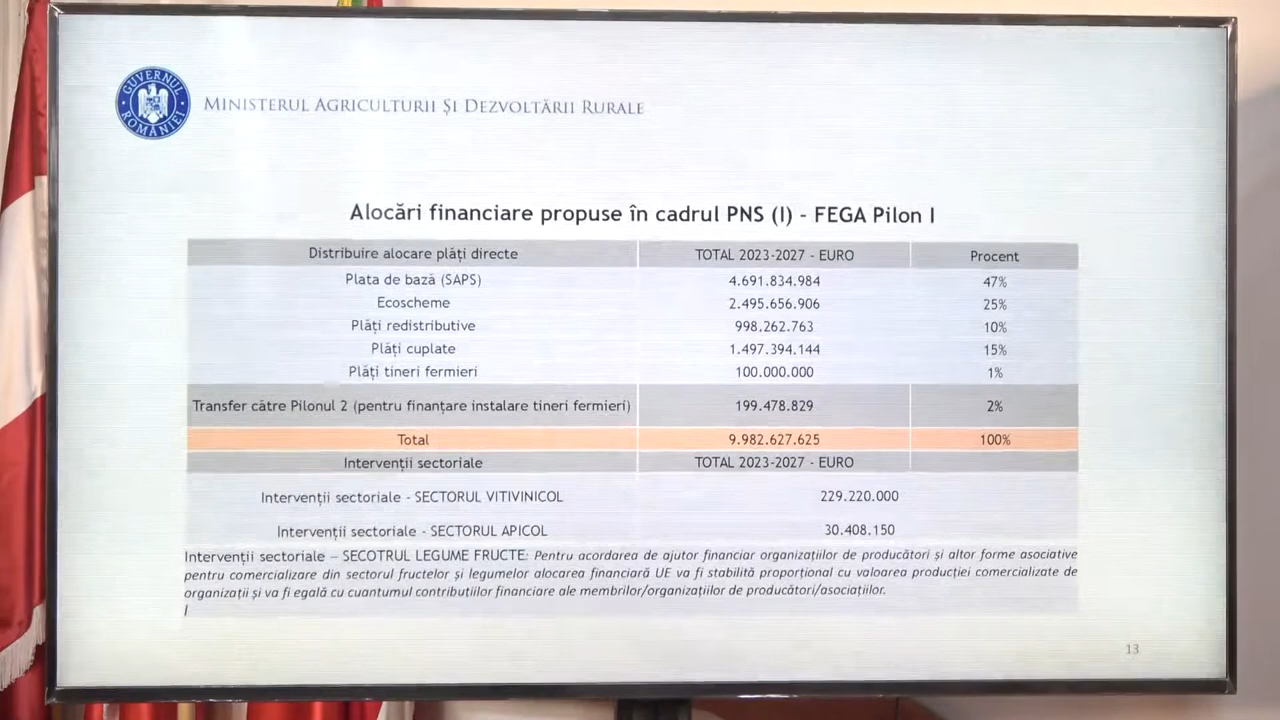 GUVERNUL ROMÂNIEI
MINISTERUL AGRICULTURII ȘI DEZVOLTĂRII RURALE
Alocări financiare propuse în cadrul PNS (I) - FEGA Pilon I
Distribuire alocare plăți directe TOTAL 2023-2027 - EURO Procent
Plata de bază (SAPS) 4.691.834.984 47%
Ecoscheme 2.495.656.906 25%
Plăți redistributive 998.262.763 10%
Plăți cuplate 1.497.394.144 15%
Plăți tineri fermieri 100.000.000 1%
Transfer către Pilonul 2 (pentru finanțare instalare tineri fermieri) 199.478.829 2%
Total 9.982.627.625 100%
Intervenții sectoriale TOTAL 2023-2027 - EURO
Intervenții sectoriale - SECTORUL VITIVINICOL 229.220.000
Intervenții sectoriale - SECTORUL APICOL 30.408.150
Intervenții sectoriale – SECOTRUL LEGUME FRUCTE: Pentru acordarea de ajutor financiar organizațiilor de producători și altor forme asociative
pentru comercializare din sectorul fructelor și legumelor alocarea financiară UE va fi stabilită proporțional cu valoarea producției comercializate de
organizații și va fi egală cu cuantumul contribuțiilor financiare ale membrilor/organizațiilor de producători/asociațiilor.
/
13